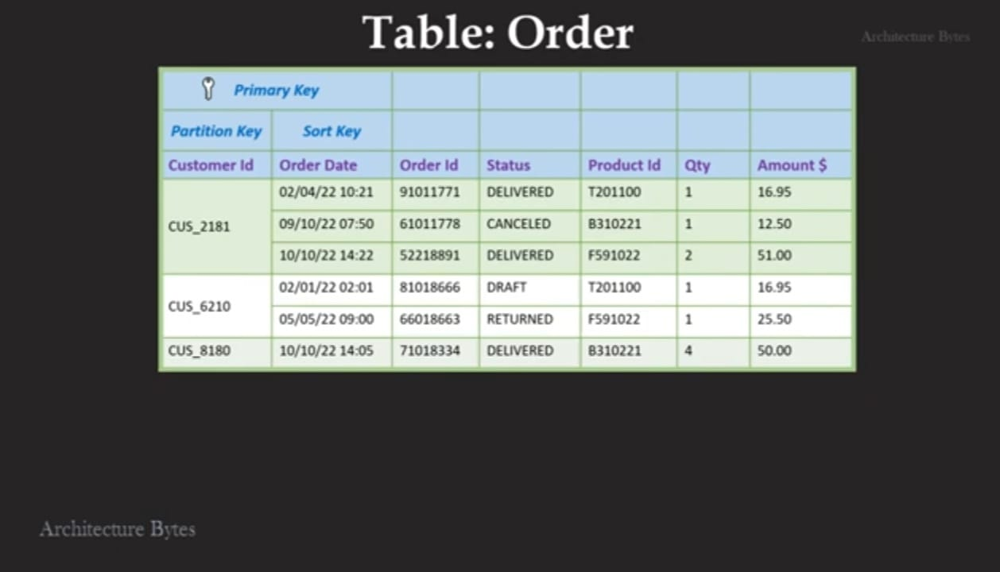 Table: Order
Architecture Bytes
Primary Key
Partition Key Sort Key
Customer Id Order Date Order Id Status Product Id Qty Amount $
CUS_2181 02/04/22 10:21 91011771 DELIVERED T201100 1 16.95
09/10/22 07:50 61011778 CANCELED B310221 1 12.50
10/10/22 14:22 52218891 DELIVERED F591022 2 51.00
CUS_6210 02/01/22 02:01 81018666 DRAFT T201100 1 16.95
05/05/22 09:00 66018663 RETURNED F591022 1 25.50
CUS_8180 10/10/22 14:05 71018334 DELIVERED B310221 4 50.00
Architecture Bytes